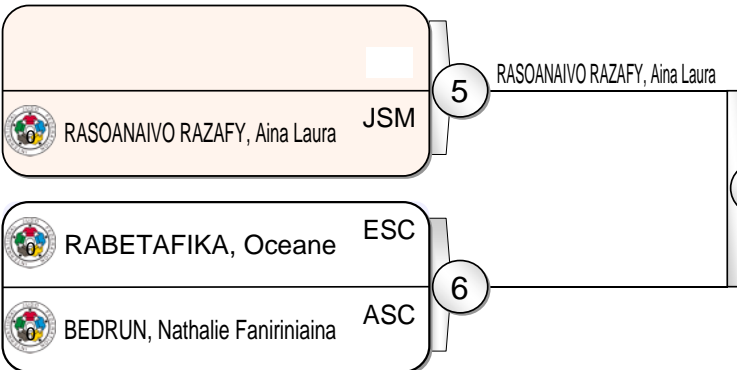 5
RASOANAIVO RAZAFY, Aina Laura
RASOANAIVO RAZAFY, Aina Laura JSM
RABETAFIKA, Oceane ESC
6
BEDRUN, Nathalie Faniriniaina ASC